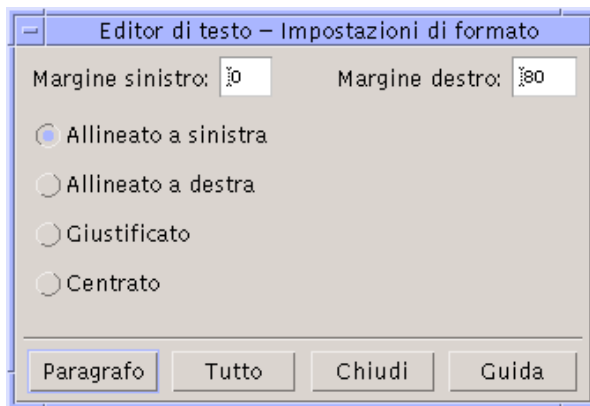 Editor di testo – Impostazioni di formato
Margine sinistro: 0 Margine destro: 80
Allineato a sinistra
Allineato a destra
Giustificato
Centrato
Paragrafo Tutto Chiudi Guida